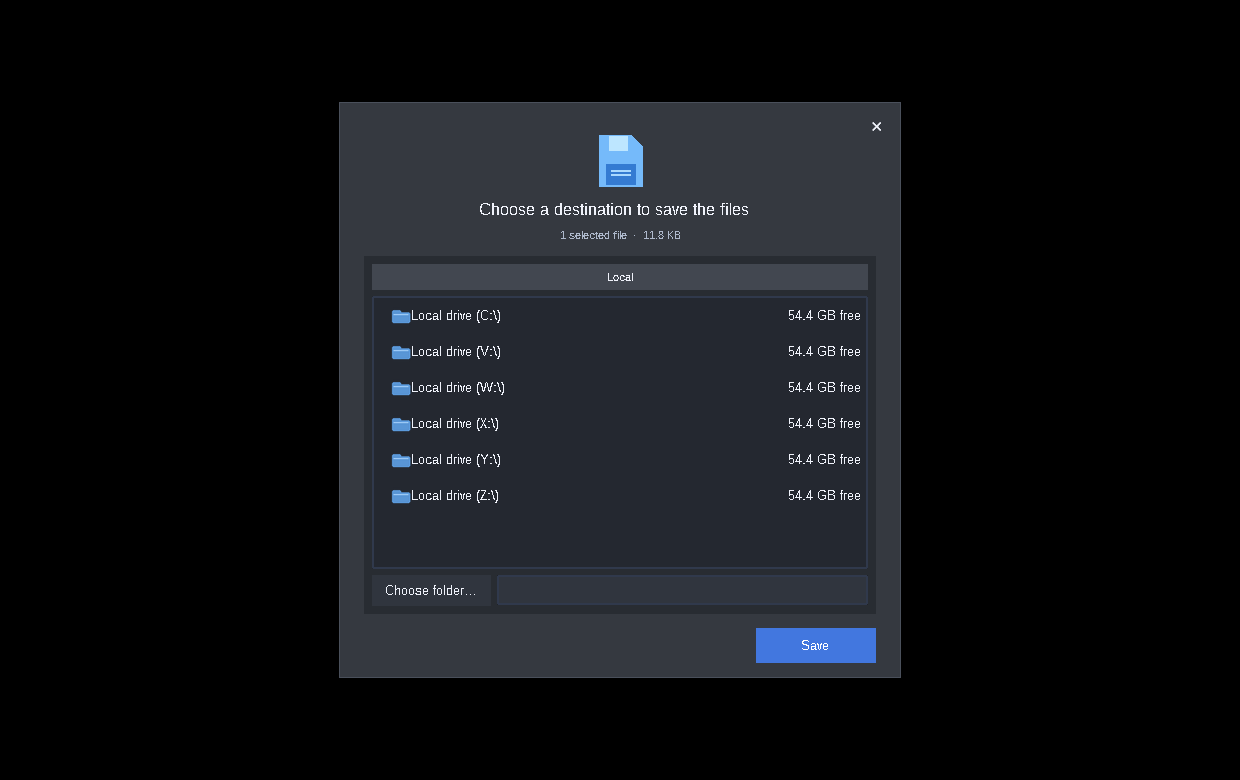 Choose a destination to save the files
1 selected file · 11.8 KB
Local
Local drive (C:\) 54.4 GB free
Local drive (V:\) 54.4 GB free
Local drive (W:\) 54.4 GB free
Local drive (X:\) 54.4 GB free
Local drive (Y:\) 54.4 GB free
Local drive (Z:\) 54.4 GB free
Choose folder...
Save